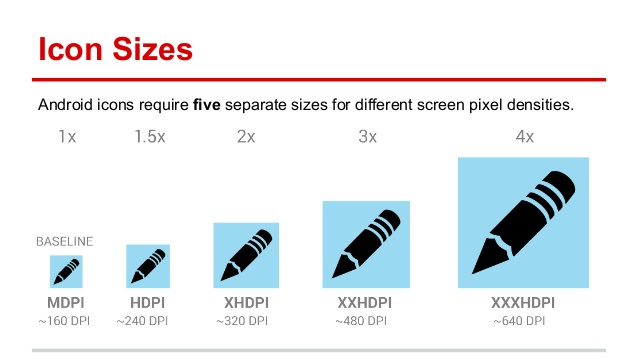 Icon Sizes
Android icons require five separate sizes for different screen pixel densities.
1x 1.5x 2x 3x 4x
BASELINE
MDPI HDPI XHDPI XXHDPI XXXHDPI
~160 DPI ~240 DPI ~320 DPI ~480 DPI ~640 DPI